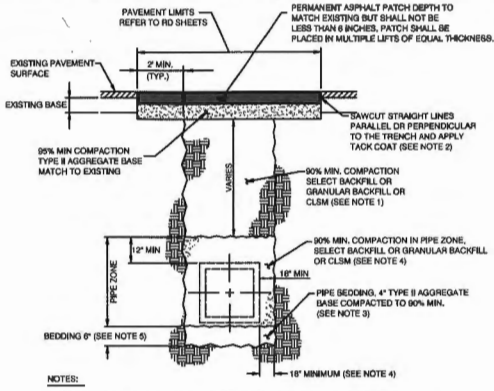 PAVEMENT LIMITS
REFER TO RD SHEETS
PERMANENT ASPHALT PATCH DEPTH TO
MATCH EXISTING BUT SHALL NOT BE
LESS THAN 6 INCHES. PATCH SHALL BE
PLACED IN MULTIPLE LIFTS OF EQUAL THICKNESS.
EXISTING PAVEMENT
SURFACE
2' MIN.
(TYP.)
EXISTING BASE
SAWCUT STRAIGHT LINES
PARALLEL OR PERPENDICULAR
TO THE TRENCH AND APPLY
TACK COAT (SEE NOTE 2)
95% MIN COMPACTION
TYPE II AGGREGATE BASE
MATCH TO EXISTING
VARIES
90% MIN. COMPACTION
SELECT BACKFILL OR
GRANULAR BACKFILL OR
CLSM (SEE NOTE 1)
12" MIN
90% MIN. COMPACTION IN PIPE ZONE,
SELECT BACKFILL OR GRANULAR BACKFILL
OR CLSM (SEE NOTE 4)
18" MIN
PIPE ZONE
PIPE BEDDING, 4" TYPE II AGGREGATE
BASE COMPACTED TO 90% MIN.
(SEE NOTE 3)
BEDDING 6" (SEE NOTE 5)
18" MINIMUM (SEE NOTE 4)
NOTES: